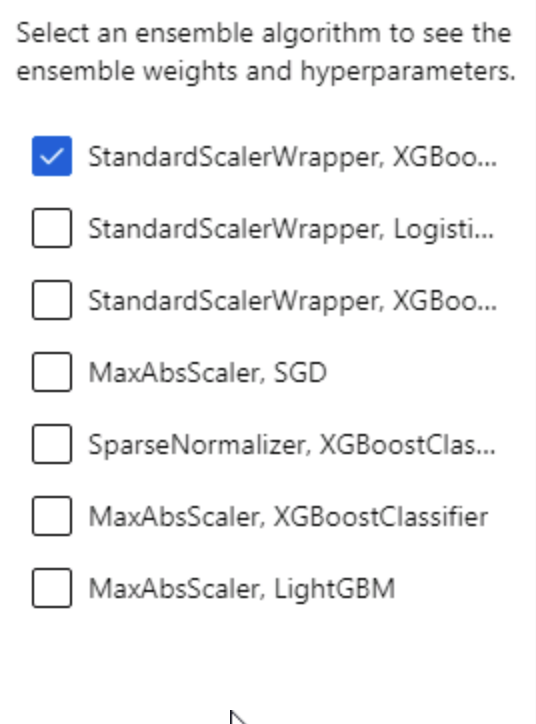 Select an ensemble algorithm to see the
ensemble weights and hyperparameters.
StandardScalerWrapper, XGBoo...
StandardScalerWrapper, Logisti...
StandardScalerWrapper, XGBoo...
MaxAbsScaler, SGD
SparseNormalizer, XGBoostClas...
MaxAbsScaler, XGBoostClassifier
MaxAbsScaler, LightGBM